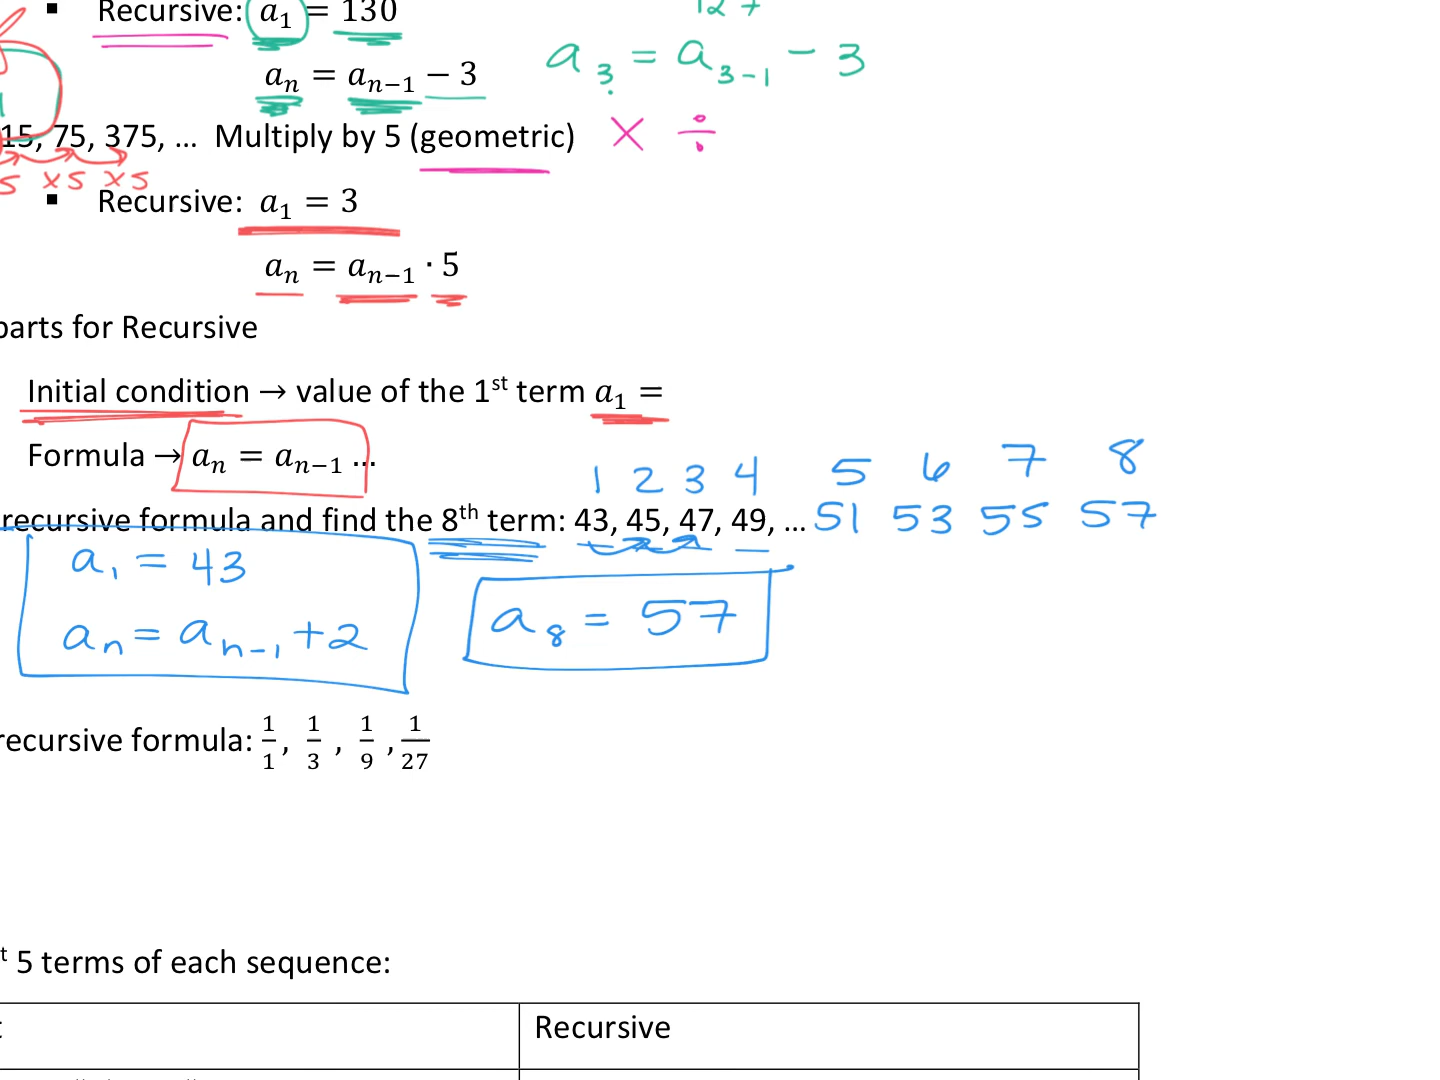 Recursive: a₁ = 130
aₙ = aₙ₋₁ − 3
a₃ = a₃₋₁ − 3
15, 75, 375, … Multiply by 5 (geometric) × ÷
5 ×5 ×5
▪ Recursive: a₁ = 3
aₙ = aₙ₋₁ · 5
parts for Recursive
Initial condition → value of the 1st term a₁ =
Formula → aₙ = aₙ₋₁ …
1 2 3 4 5 6 7 8
recursive formula and find the 8th term: 43, 45, 47, 49, … 51 53 55 57
a₁ = 43
aₙ = aₙ₋₁ + 2
a₈ = 57
recursive formula: 1/1, 1/3, 1/9, 1/27
t 5 terms of each sequence:
Recursive